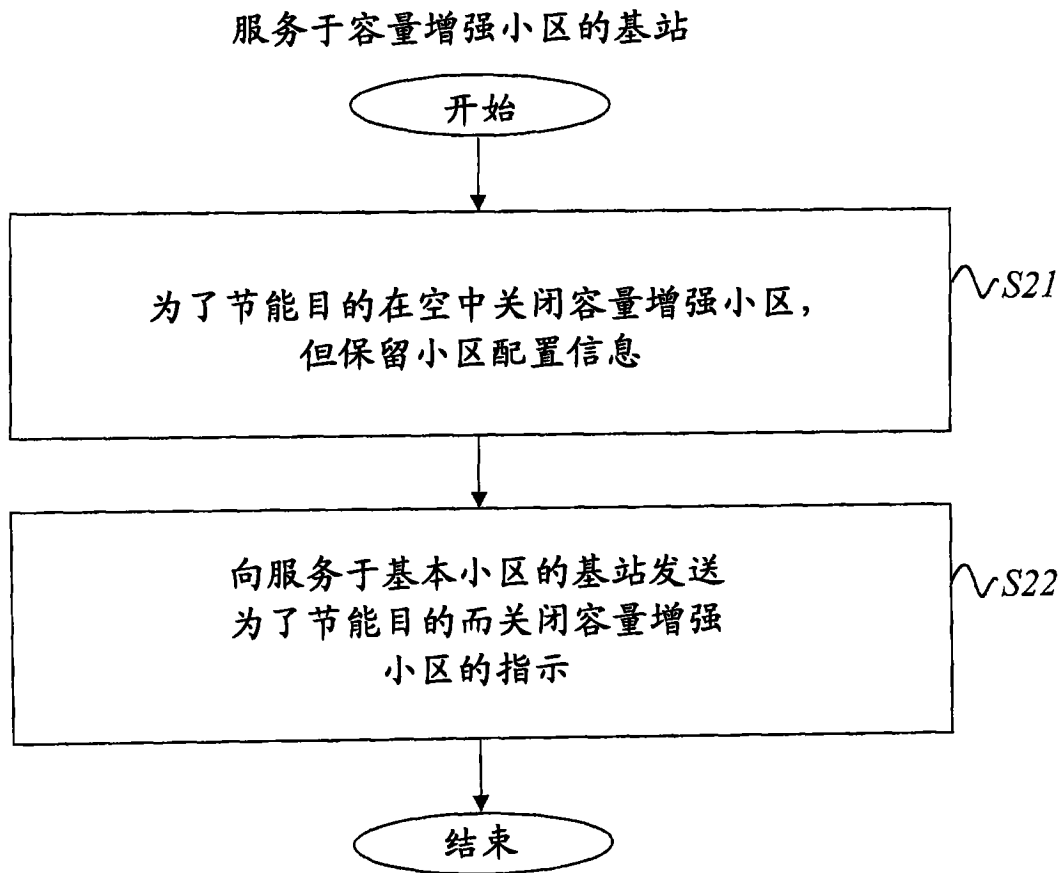 服务于容量增强小区的基站
开始
为了节能目的在空中关闭容量增强小区，
但保留小区配置信息
S21
向服务于基本小区的基站发送
为了节能目的而关闭容量增强
小区的指示
S22
结束